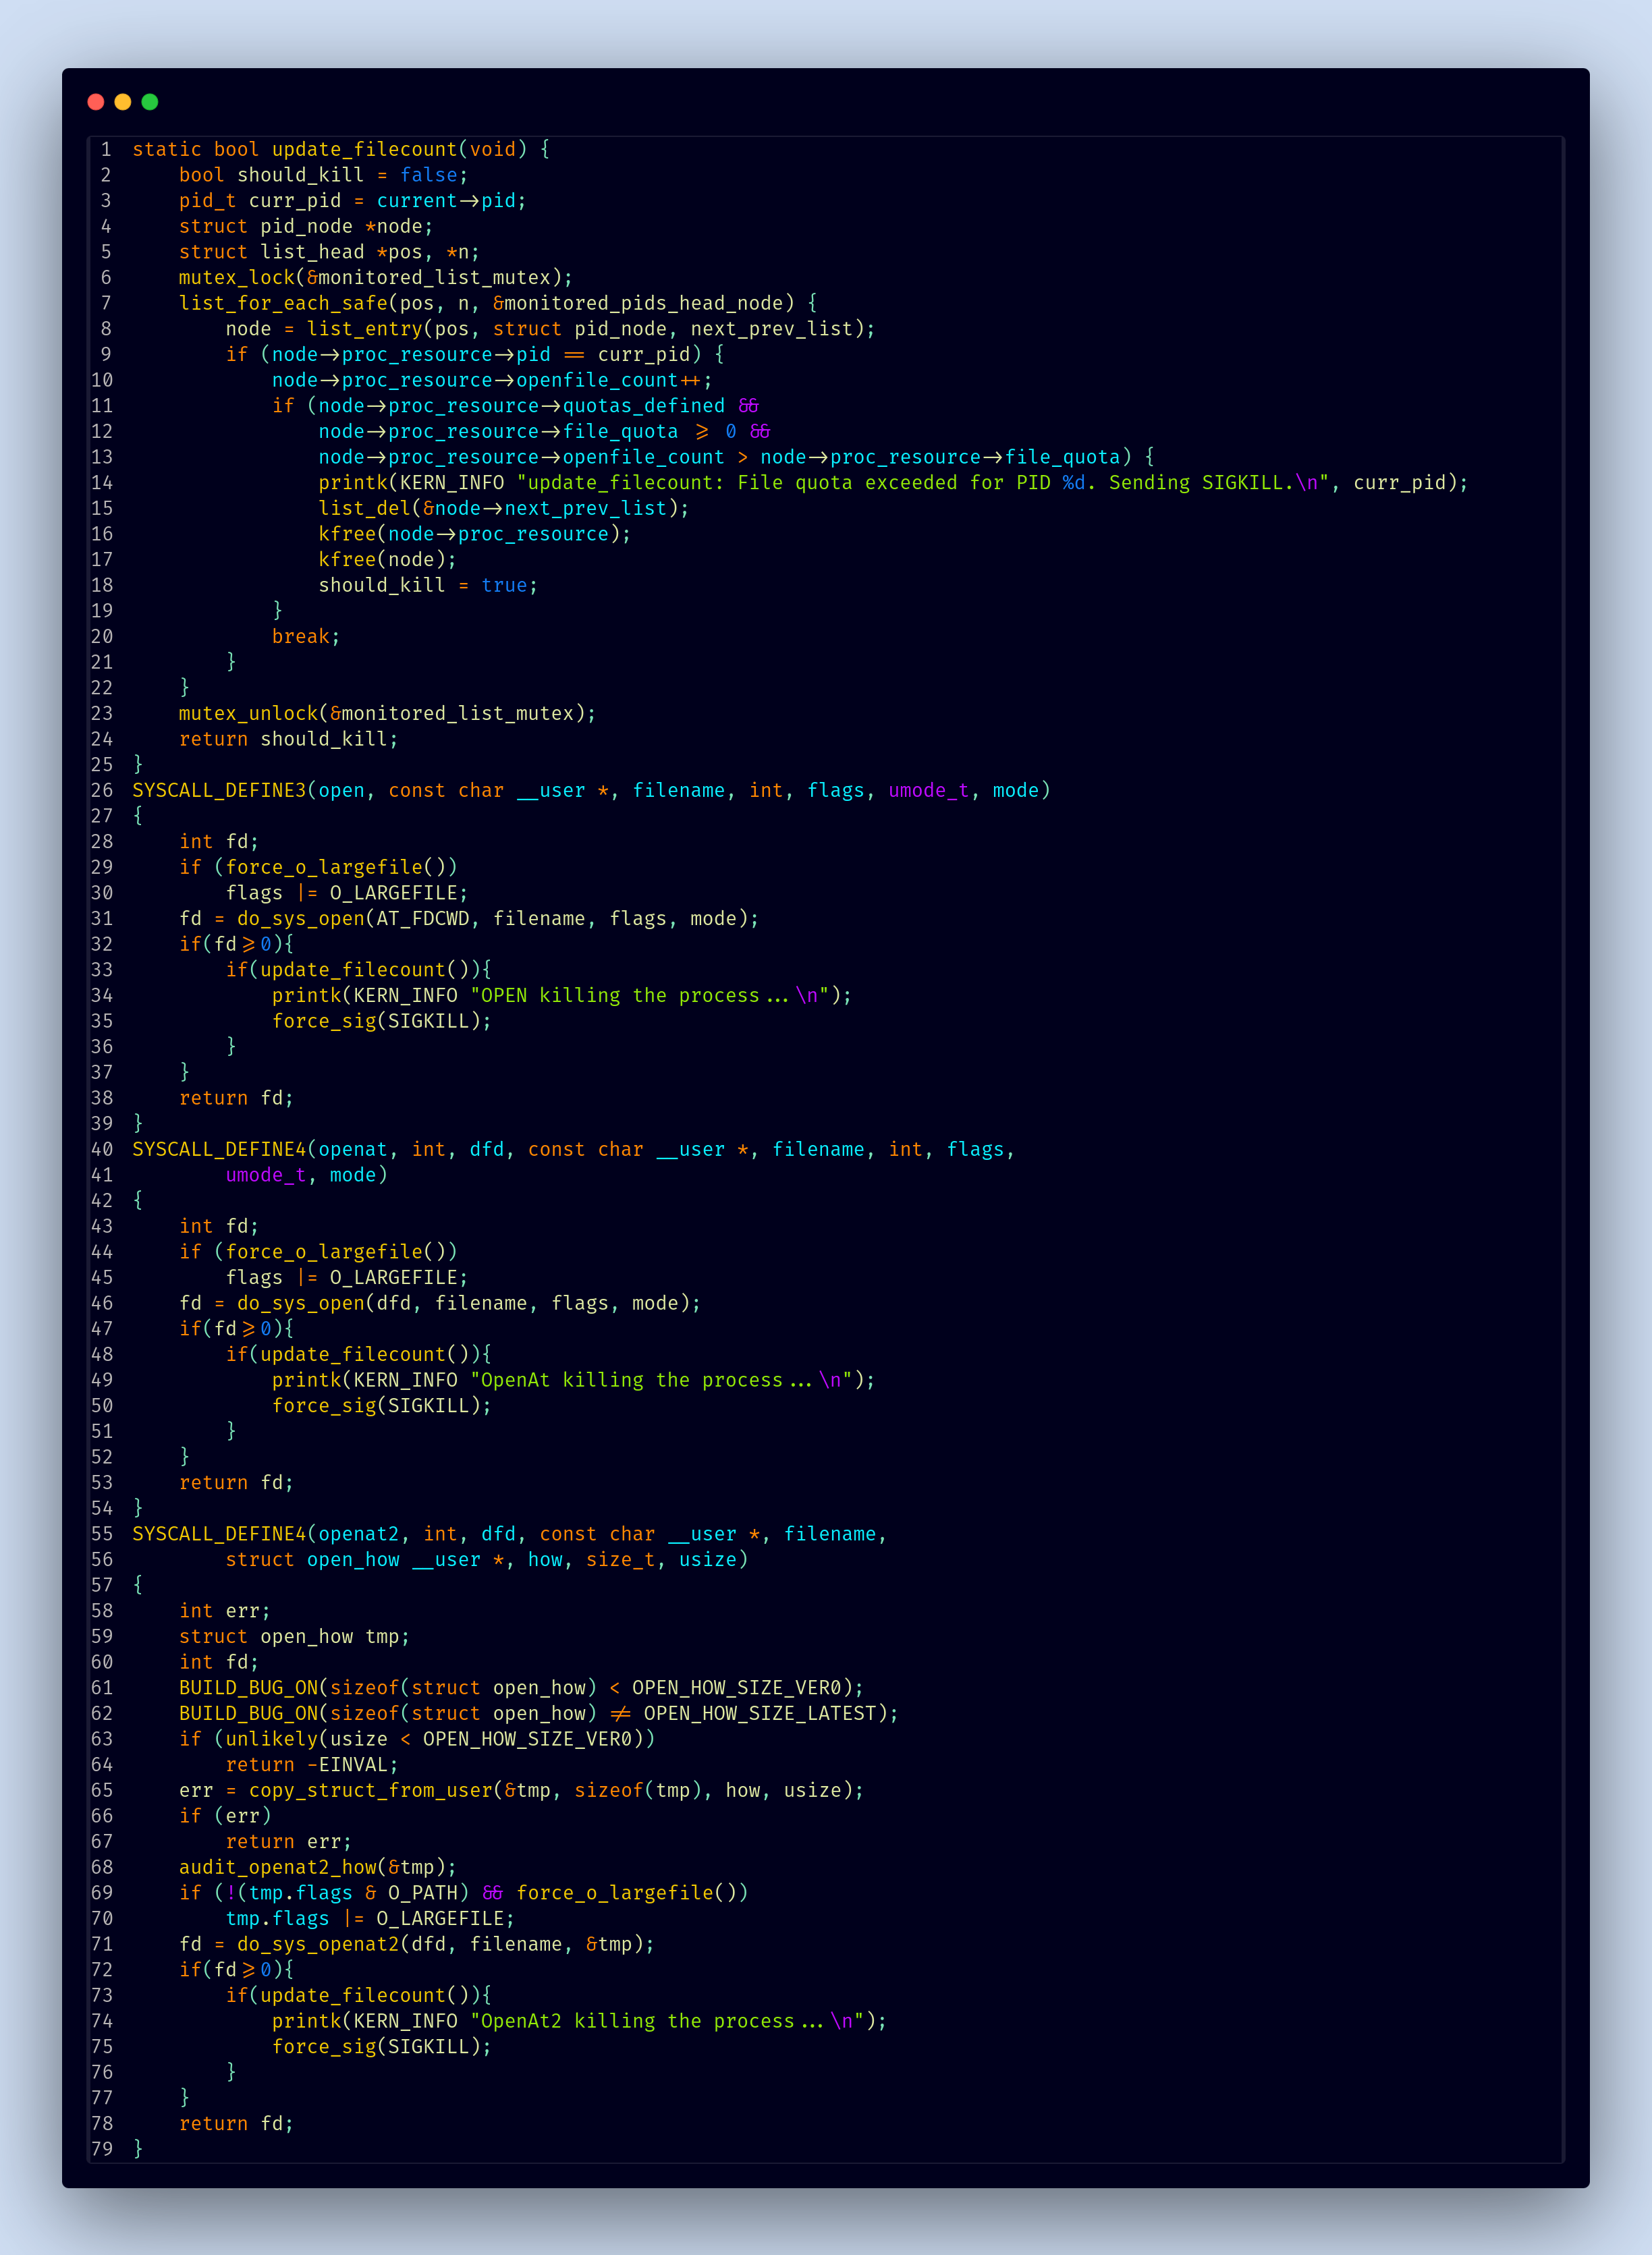 1 static bool update_filecount(void) {
2     bool should_kill = false;
3     pid_t curr_pid = current->pid;
4     struct pid_node *node;
5     struct list_head *pos, *n;
6     mutex_lock(&monitored_list_mutex);
7     list_for_each_safe(pos, n, &monitored_pids_head_node) {
8         node = list_entry(pos, struct pid_node, next_prev_list);
9         if (node->proc_resource->pid == curr_pid) {
10             node->proc_resource->openfile_count++;
11             if (node->proc_resource->quotas_defined &&
12                 node->proc_resource->file_quota >= 0 &&
13                 node->proc_resource->openfile_count > node->proc_resource->file_quota) {
14                 printk(KERN_INFO "update_filecount: File quota exceeded for PID %d. Sending SIGKILL.\n", curr_pid);
15                 list_del(&node->next_prev_list);
16                 kfree(node->proc_resource);
17                 kfree(node);
18                 should_kill = true;
19             }
20             break;
21         }
22     }
23     mutex_unlock(&monitored_list_mutex);
24     return should_kill;
25 }
26 SYSCALL_DEFINE3(open, const char __user *, filename, int, flags, umode_t, mode)
27 {
28     int fd;
29     if (force_o_largefile())
30         flags |= O_LARGEFILE;
31     fd = do_sys_open(AT_FDCWD, filename, flags, mode);
32     if(fd>=0){
33         if(update_filecount()){
34             printk(KERN_INFO "OPEN killing the process...\n");
35             force_sig(SIGKILL);
36         }
37     }
38     return fd;
39 }
40 SYSCALL_DEFINE4(openat, int, dfd, const char __user *, filename, int, flags,
41         umode_t, mode)
42 {
43     int fd;
44     if (force_o_largefile())
45         flags |= O_LARGEFILE;
46     fd = do_sys_open(dfd, filename, flags, mode);
47     if(fd>=0){
48         if(update_filecount()){
49             printk(KERN_INFO "OpenAt killing the process...\n");
50             force_sig(SIGKILL);
51         }
52     }
53     return fd;
54 }
55 SYSCALL_DEFINE4(openat2, int, dfd, const char __user *, filename,
56         struct open_how __user *, how, size_t, usize)
57 {
58     int err;
59     struct open_how tmp;
60     int fd;
61     BUILD_BUG_ON(sizeof(struct open_how) < OPEN_HOW_SIZE_VER0);
62     BUILD_BUG_ON(sizeof(struct open_how) != OPEN_HOW_SIZE_LATEST);
63     if (unlikely(usize < OPEN_HOW_SIZE_VER0))
64         return -EINVAL;
65     err = copy_struct_from_user(&tmp, sizeof(tmp), how, usize);
66     if (err)
67         return err;
68     audit_openat2_how(&tmp);
69     if (!(tmp.flags & O_PATH) && force_o_largefile())
70         tmp.flags |= O_LARGEFILE;
71     fd = do_sys_openat2(dfd, filename, &tmp);
72     if(fd>=0){
73         if(update_filecount()){
74             printk(KERN_INFO "OpenAt2 killing the process...\n");
75             force_sig(SIGKILL);
76         }
77     }
78     return fd;
79 }